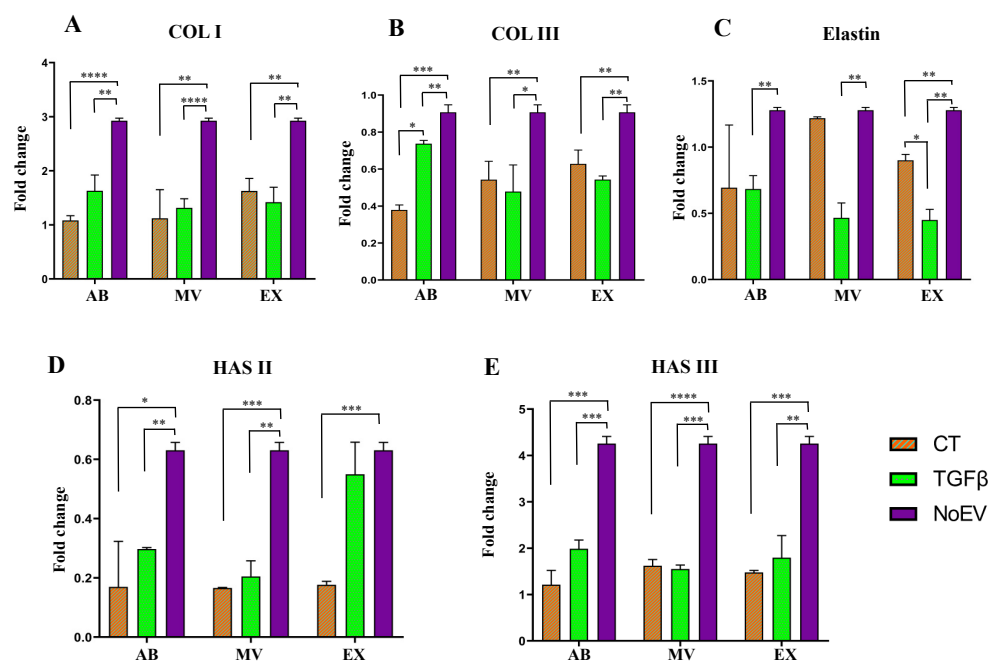 A
COL I
Fold change
4
3
2
1
0
****
**
**
****
**
**
AB
MV
EX
B
COL III
Fold change
1.0
0.8
0.6
0.4
0.2
0.0
***
**
*
**
*
**
**
AB
MV
EX
C
Elastin
Fold change
1.5
1.0
0.5
0.0
**
**
**
**
*
AB
MV
EX
D
HAS II
Fold change
0.8
0.6
0.4
0.2
0.0
*
**
***
**
***
AB
MV
EX
E
HAS III
Fold change
5
4
3
2
1
0
***
***
****
***
***
**
AB
MV
EX
CT
TGFβ
NoEV